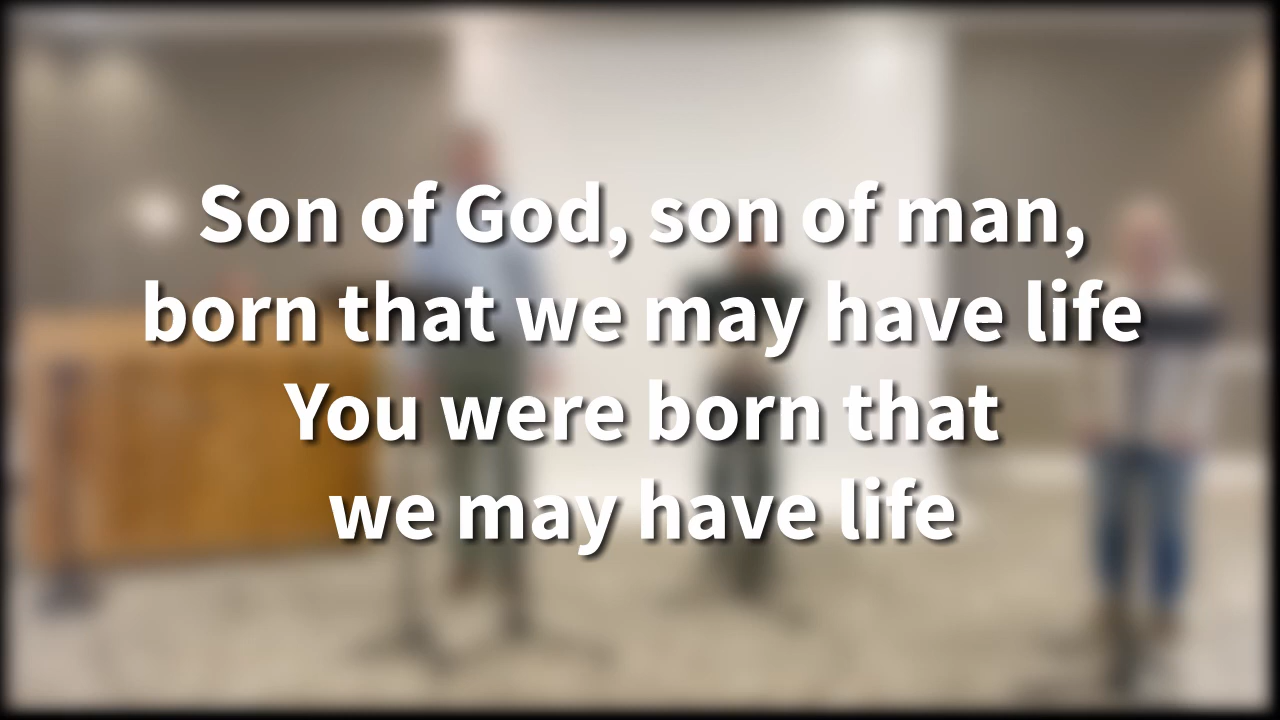 Son of God, son of man,
born that we may have life
You were born that
we may have life